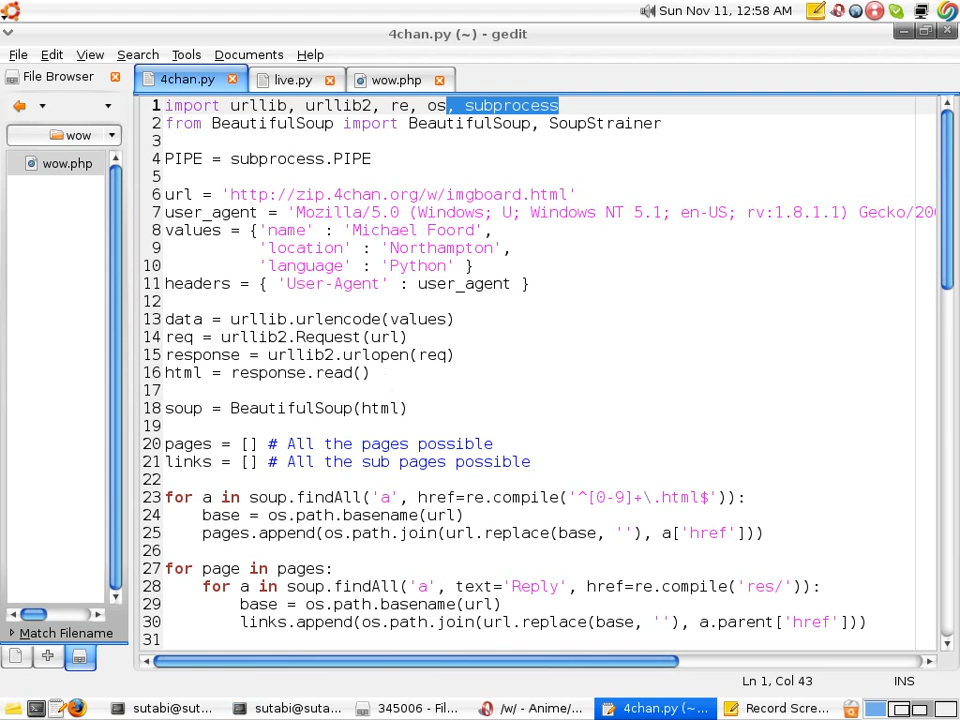 Sun Nov 11, 12:58 AM
4chan.py (~) - gedit
File Edit View Search Tools Documents Help
File Browser
4chan.py
live.py
wow.php
wow
wow.php
1 import urllib, urllib2, re, os, subprocess
2 from BeautifulSoup import BeautifulSoup, SoupStrainer
3
4 PIPE = subprocess.PIPE
5
6 url = 'http://zip.4chan.org/w/imgboard.html'
7 user_agent = 'Mozilla/5.0 (Windows; U; Windows NT 5.1; en-US; rv:1.8.1.1) Gecko/200
8 values = {'name' : 'Michael Foord',
9 'location' : 'Northampton',
10 'language' : 'Python' }
11 headers = { 'User-Agent' : user_agent }
12
13 data = urllib.urlencode(values)
14 req = urllib2.Request(url)
15 response = urllib2.urlopen(req)
16 html = response.read()
17
18 soup = BeautifulSoup(html)
19
20 pages = [] # All the pages possible
21 links = [] # All the sub pages possible
22
23 for a in soup.findAll('a', href=re.compile('^[0-9]+\.html$')):
24 base = os.path.basename(url)
25 pages.append(os.path.join(url.replace(base, ''), a['href']))
26
27 for page in pages:
28 for a in soup.findAll('a', text='Reply', href=re.compile('res/')):
29 base = os.path.basename(url)
30 links.append(os.path.join(url.replace(base, ''), a.parent['href']))
31
Match Filename
Ln 1, Col 43 INS
sutabi@sut... sutabi@suta... 345006 - Fil... /w/ - Anime/... 4chan.py (~... Record Scre...